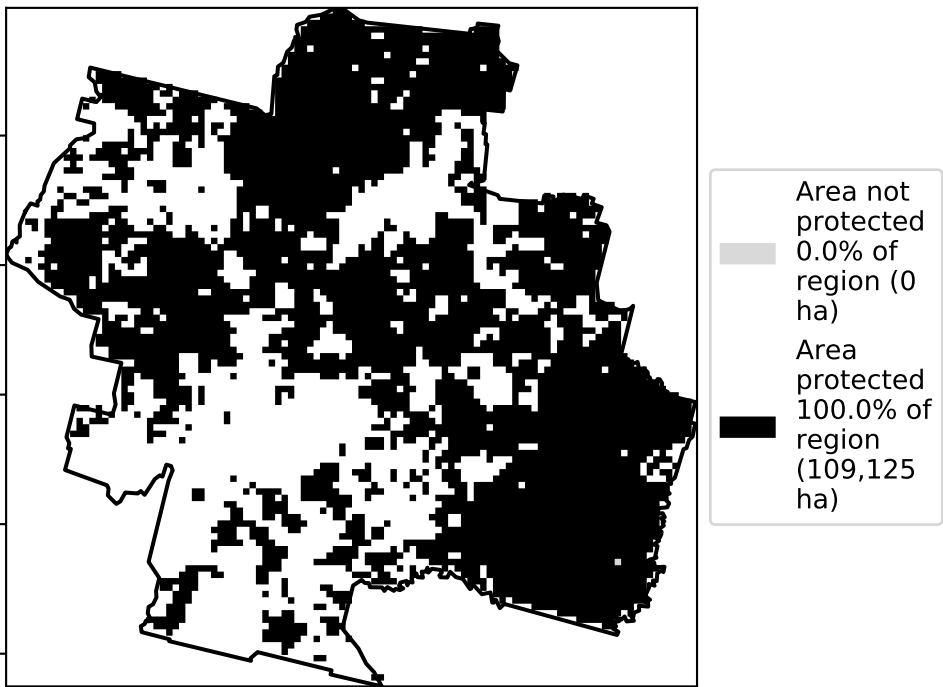 Area not
protected
0.0% of
region (0
ha)
Area
protected
100.0% of
region
(109,125
ha)